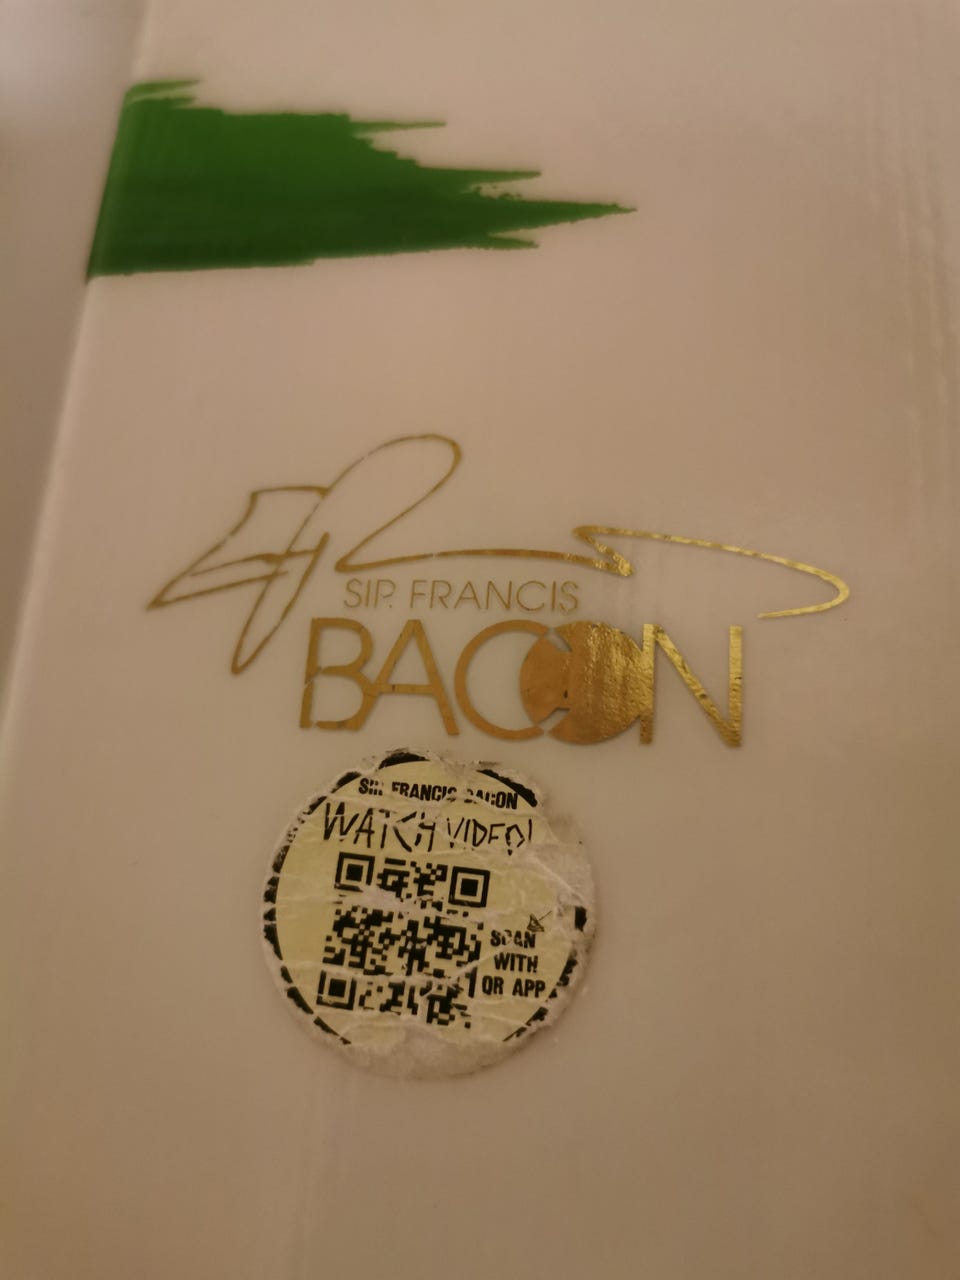 SIR. FRANCIS
BACON
SIR FRANCIS BACON
WATCH VIDEO!
SCAN
WITH
QR APP